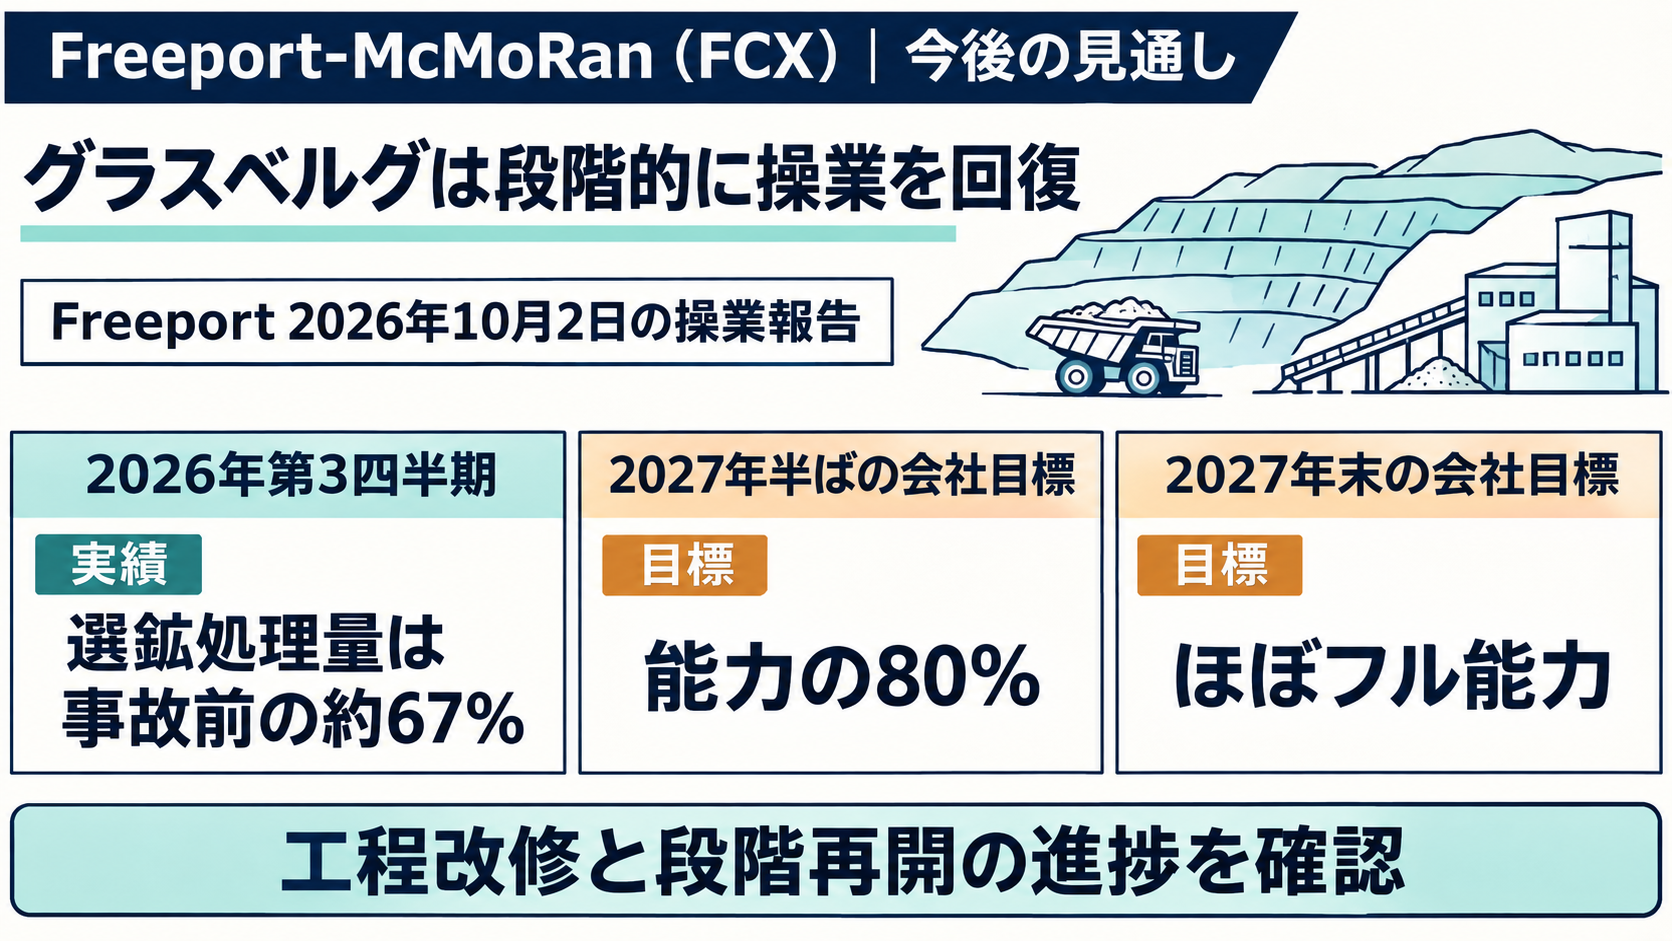 Freeport-McMoRan（FCX）｜今後の見通し
グラスベルグは段階的に操業を回復
Freeport 2026年10月2日の操業報告
2026年第3四半期
実績
選鉱処理量は
事故前の約67%
2027年半ばの会社目標
目標
能力の80%
2027年末の会社目標
目標
ほぼフル能力
工程改修と段階再開の進捗を確認